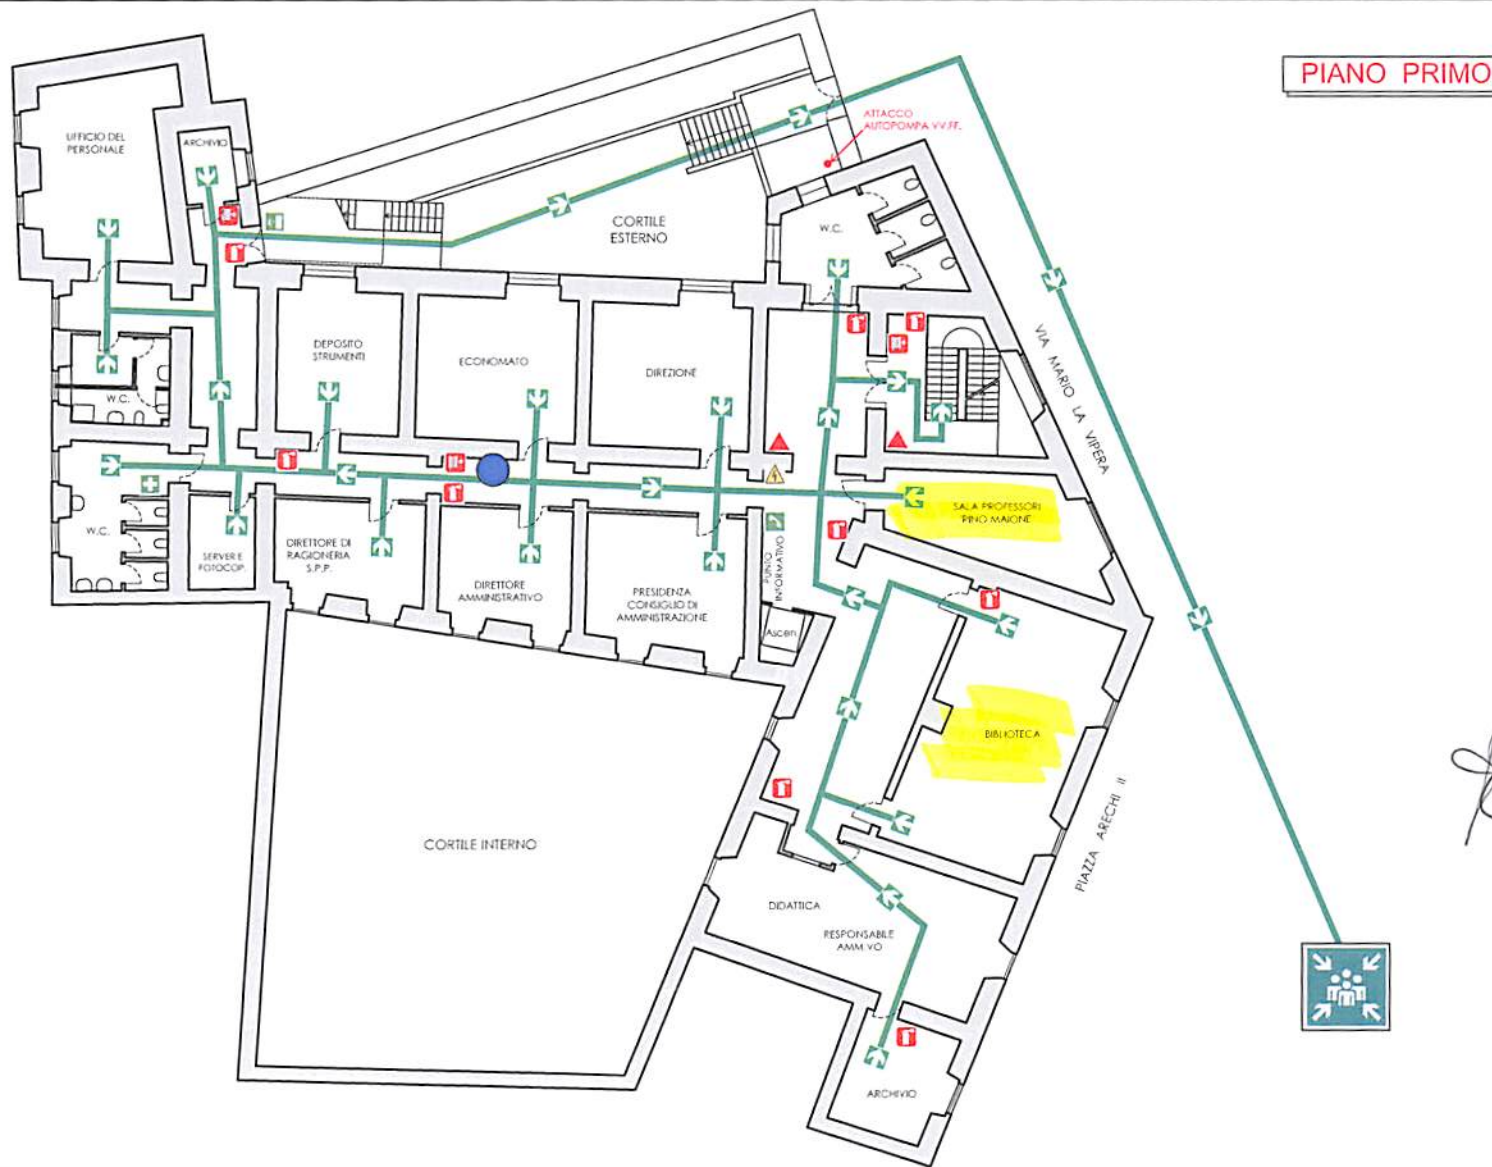 PIANO PRIMO
ATTACCO
AUTOPOMPA VV.FF.
UFFICIO DEL
PERSONALE
ARCHIVIO
CORTILE
ESTERNO
W.C.
DEPOSITO
STRUMENTI
ECONOMATO
DIREZIONE
VIA MARIO LA VIPERA
W.C.
SALA PROFESSORI
PINO MAIONE
W.C.
SERVER E
FOTOCOP.
DIRETTORE DI
RAGIONERIA
S.P.P.
DIRETTORE
AMMINISTRATIVO
PRESIDENZA
CONSIGLIO DI
AMMINISTRAZIONE
PUNTO
INFORMATIVO
Ascen.
BIBLIOTECA
PIAZZA ARECHI II
CORTILE INTERNO
DIDATTICA
RESPONSABILE
AMM.VO
ARCHIVIO